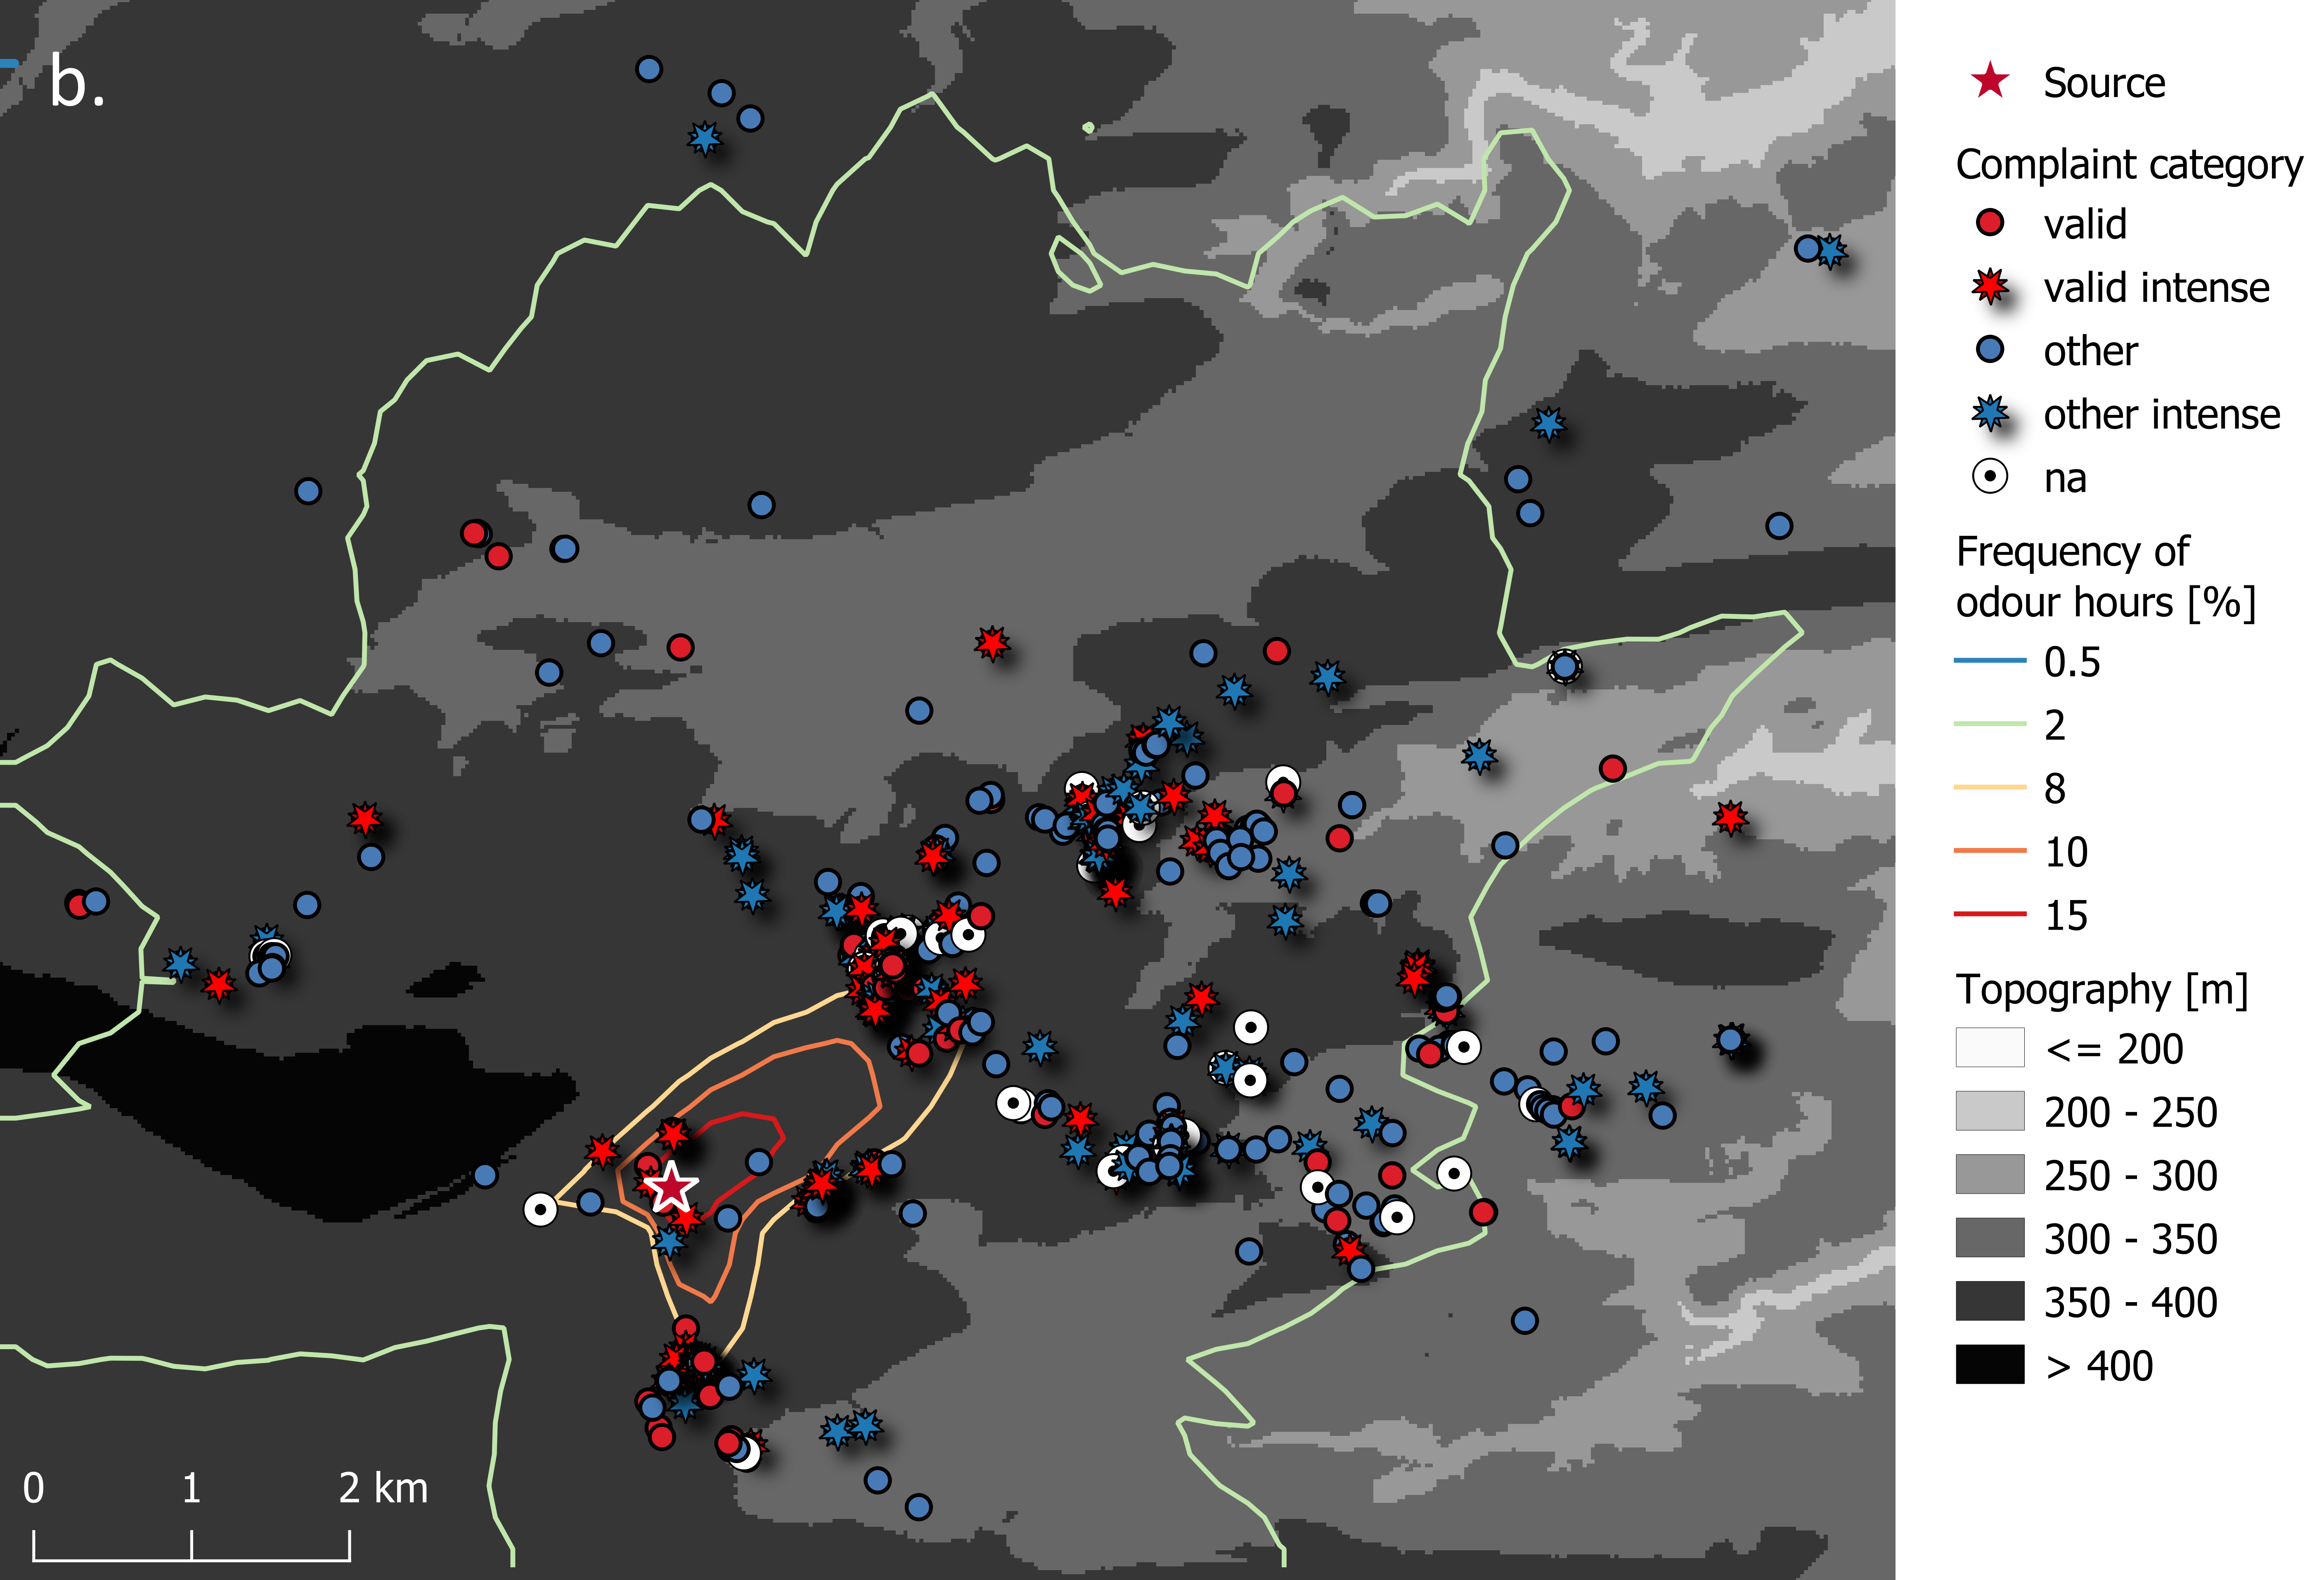 b.
0 1 2 km
Source
Complaint category
valid
valid intense
other
other intense
na
Frequency of
odour hours [%]
0.5
2
8
10
15
Topography [m]
<= 200
200 - 250
250 - 300
300 - 350
350 - 400
> 400